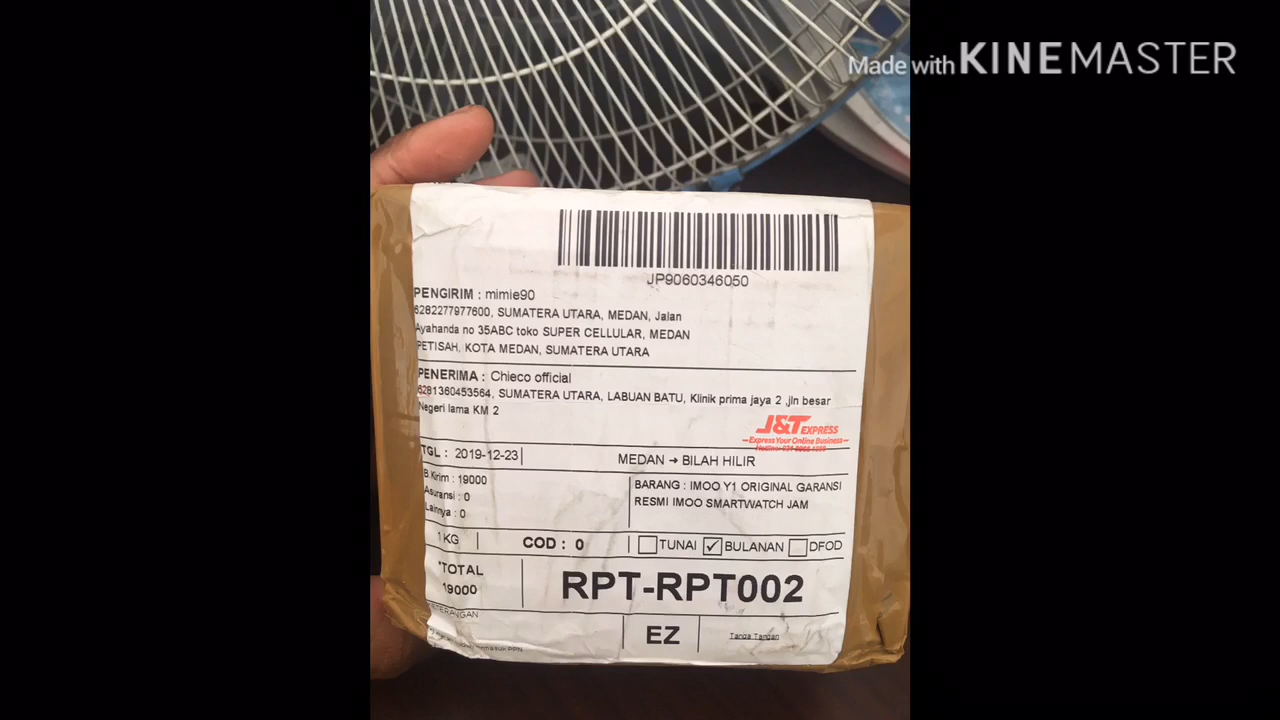 Made with KINEMASTER
JP9060346050
PENGIRIM : mimie90
6282277977600, SUMATERA UTARA, MEDAN, Jalan
Ayahanda no 35ABC toko SUPER CELLULAR, MEDAN
PETISAH, KOTA MEDAN, SUMATERA UTARA
PENERIMA : Chieco official
6281360453564, SUMATERA UTARA, LABUAN BATU, Klinik prima jaya 2 ,jln besar
Negeri lama KM 2
J&T EXPRESS
Express Your Online Business
TGL : 2019-12-23
MEDAN → BILAH HILIR
B Kirim : 19000
Asuransi : 0
Lainnya : 0
BARANG : IMOO Y1 ORIGINAL GARANSI
RESMI IMOO SMARTWATCH JAM
1 KG
COD : 0
TUNAI ✓ BULANAN DFOD
*TOTAL
19000
RPT-RPT002
EZ
Tanda Tangan
PPN